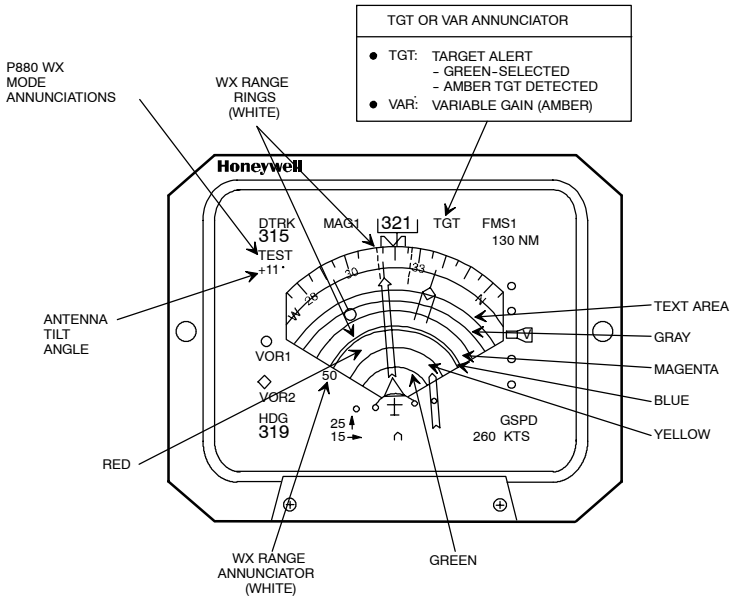 TGT OR VAR ANNUNCIATOR
● TGT: TARGET ALERT
- GREEN-SELECTED
- AMBER TGT DETECTED
● VAR: VARIABLE GAIN (AMBER)
P880 WX
MODE
ANNUNCIATIONS
WX RANGE
RINGS
(WHITE)
Honeywell
DTRK
315
MAG1
321
TGT
FMS1
130 NM
TEST
+11
30
33
28
W
N
ANTENNA
TILT
ANGLE
TEXT AREA
GRAY
MAGENTA
BLUE
YELLOW
V
VOR1
50
VOR2
HDG
319
25
15
GSPD
260 KTS
RED
WX RANGE
ANNUNCIATOR
(WHITE)
GREEN